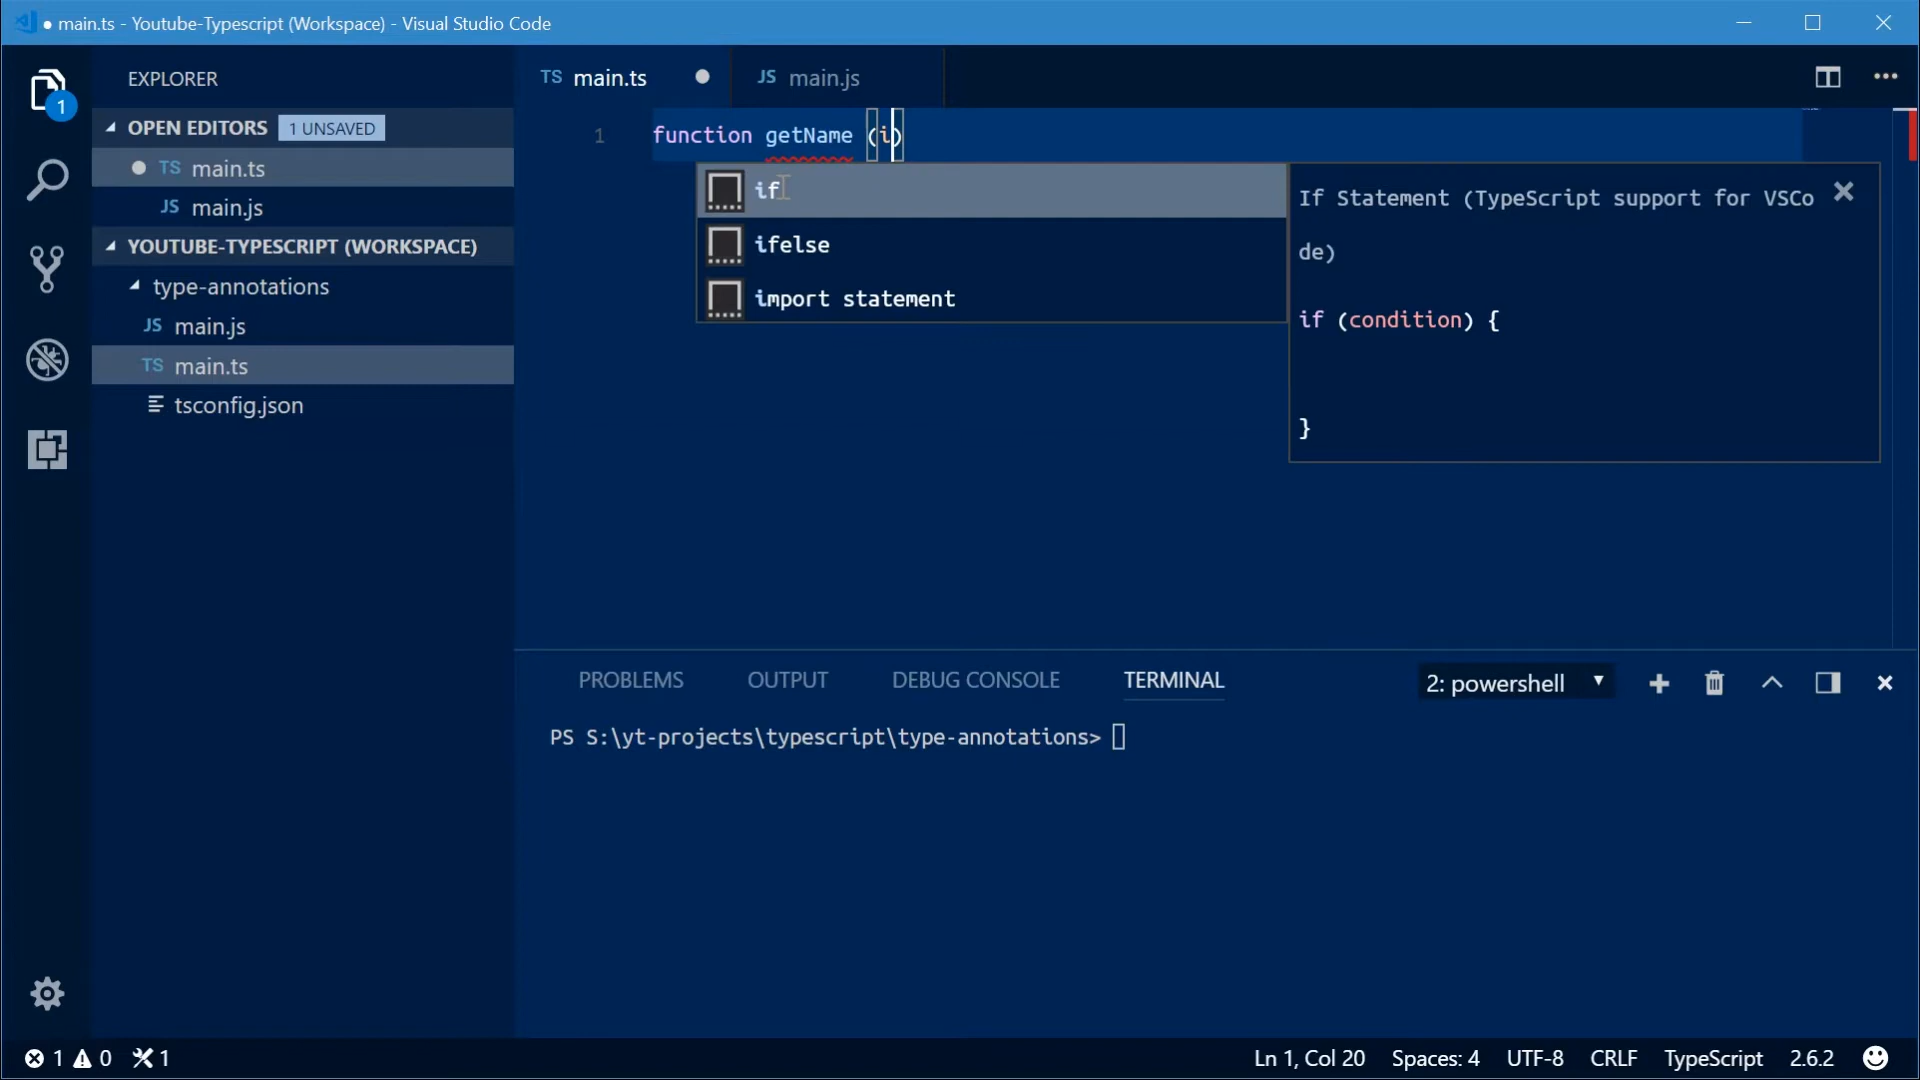 ● main.ts - Youtube-Typescript (Workspace) - Visual Studio Code
1
EXPLORER
OPEN EDITORS 1 UNSAVED
TS main.ts
JS main.js
YOUTUBE-TYPESCRIPT (WORKSPACE)
type-annotations
JS main.js
TS main.ts
tsconfig.json
TS main.ts
JS main.js
1 function getName (i)
if
ifelse
import statement
If Statement (TypeScript support for VSCo
de)
if (condition) {
}
PROBLEMS OUTPUT DEBUG CONSOLE TERMINAL 2: powershell
PS S:\yt-projects\typescript\type-annotations>
1 0 1 Ln 1, Col 20 Spaces: 4 UTF-8 CRLF TypeScript 2.6.2